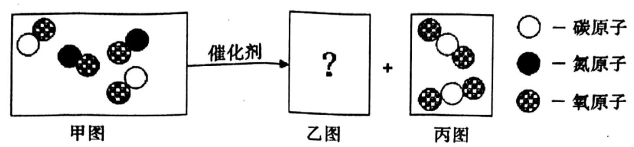 催化剂
?
+
甲图
乙图
丙图
— 碳原子
— 氮原子
— 氧原子